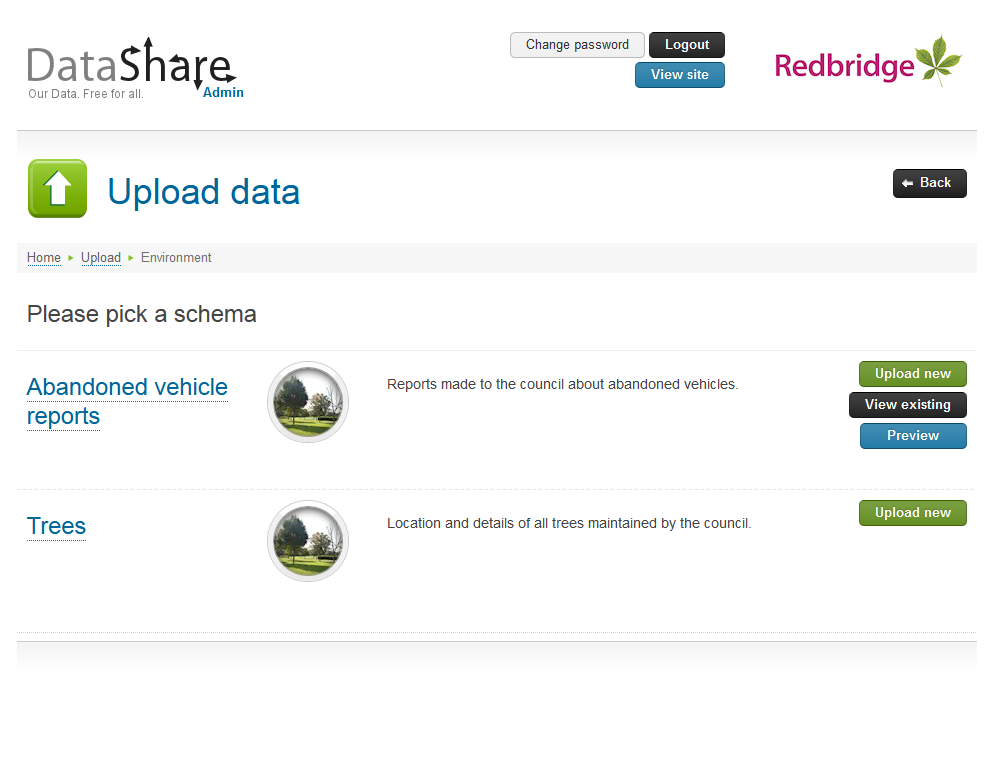 DataShare
Our Data. Free for all.
Admin
Change password
Logout
View site
Redbridge
Upload data
Back
Home Upload Environment
Please pick a schema
Abandoned vehicle
reports
Reports made to the council about abandoned vehicles.
Upload new
View existing
Preview
Trees
Location and details of all trees maintained by the council.
Upload new